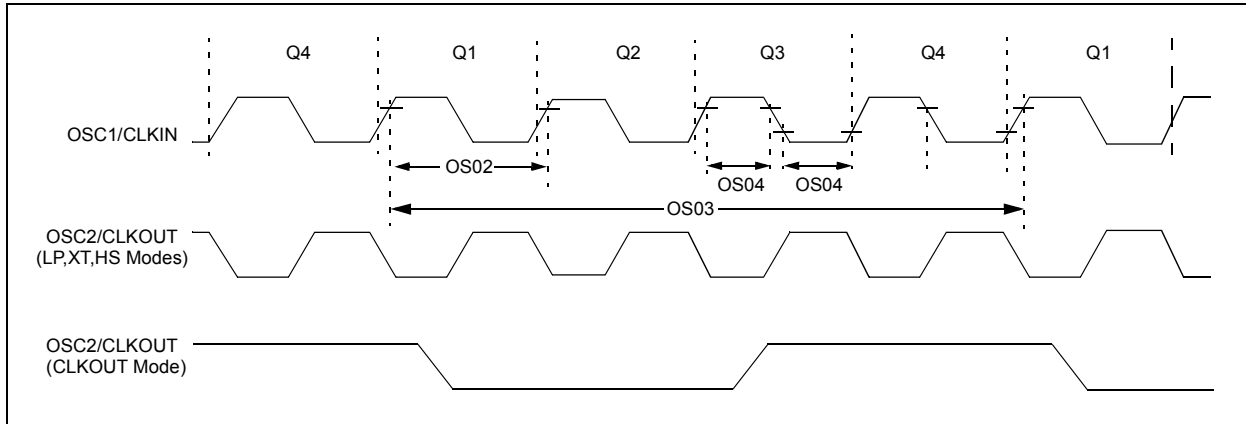 Q4 Q1 Q2 Q3 Q4 Q1
OSC1/CLKIN
OS02
OS04 OS04
OS03
OSC2/CLKOUT
(LP,XT,HS Modes)
OSC2/CLKOUT
(CLKOUT Mode)